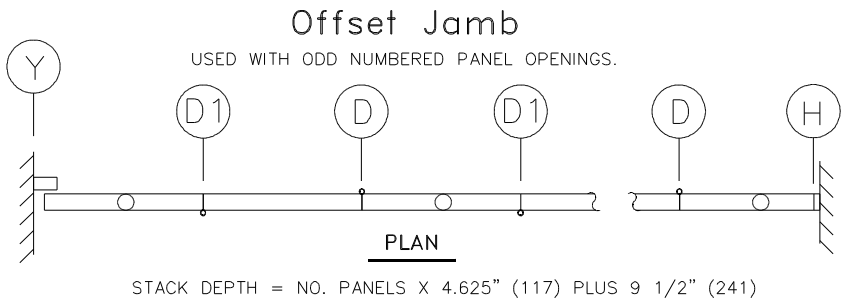 Offset Jamb
USED WITH ODD NUMBERED PANEL OPENINGS.
Y
D1
D
D1
D
H
PLAN
STACK DEPTH = NO. PANELS X 4.625" (117) PLUS 9 1/2" (241)